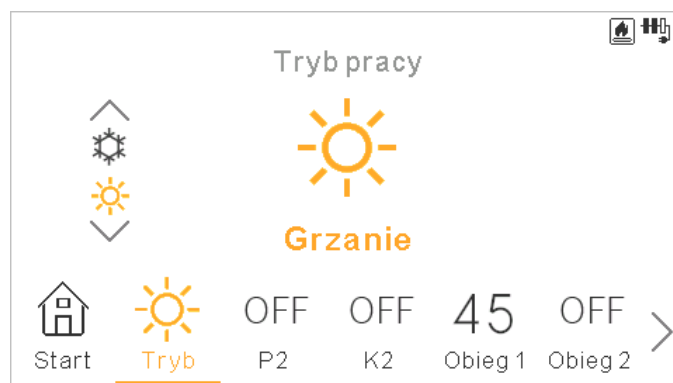 Tryb pracy
Grzanie
OFF OFF 45 OFF
Start Tryb P2 K2 Obieg 1 Obieg 2